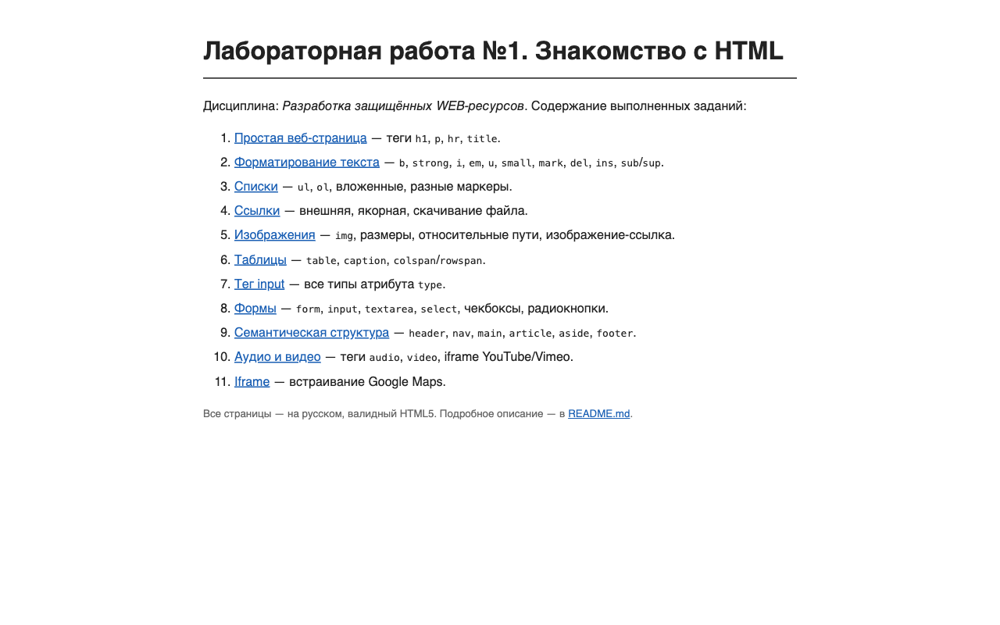 Лабораторная работа №1. Знакомство с HTML
Дисциплина: Разработка защищённых WEB-ресурсов. Содержание выполненных заданий:
1. Простая веб-страница — теги h1, p, hr, title.
2. Форматирование текста — b, strong, i, em, u, small, mark, del, ins, sub/sup.
3. Списки — ul, ol, вложенные, разные маркеры.
4. Ссылки — внешняя, якорная, скачивание файла.
5. Изображения — img, размеры, относительные пути, изображение-ссылка.
6. Таблицы — table, caption, colspan/rowspan.
7. Тег input — все типы атрибута type.
8. Формы — form, input, textarea, select, чекбоксы, радиокнопки.
9. Семантическая структура — header, nav, main, article, aside, footer.
10. Аудио и видео — теги audio, video, iframe YouTube/Vimeo.
11. Iframe — встраивание Google Maps.
Все страницы — на русском, валидный HTML5. Подробное описание — в README.md.